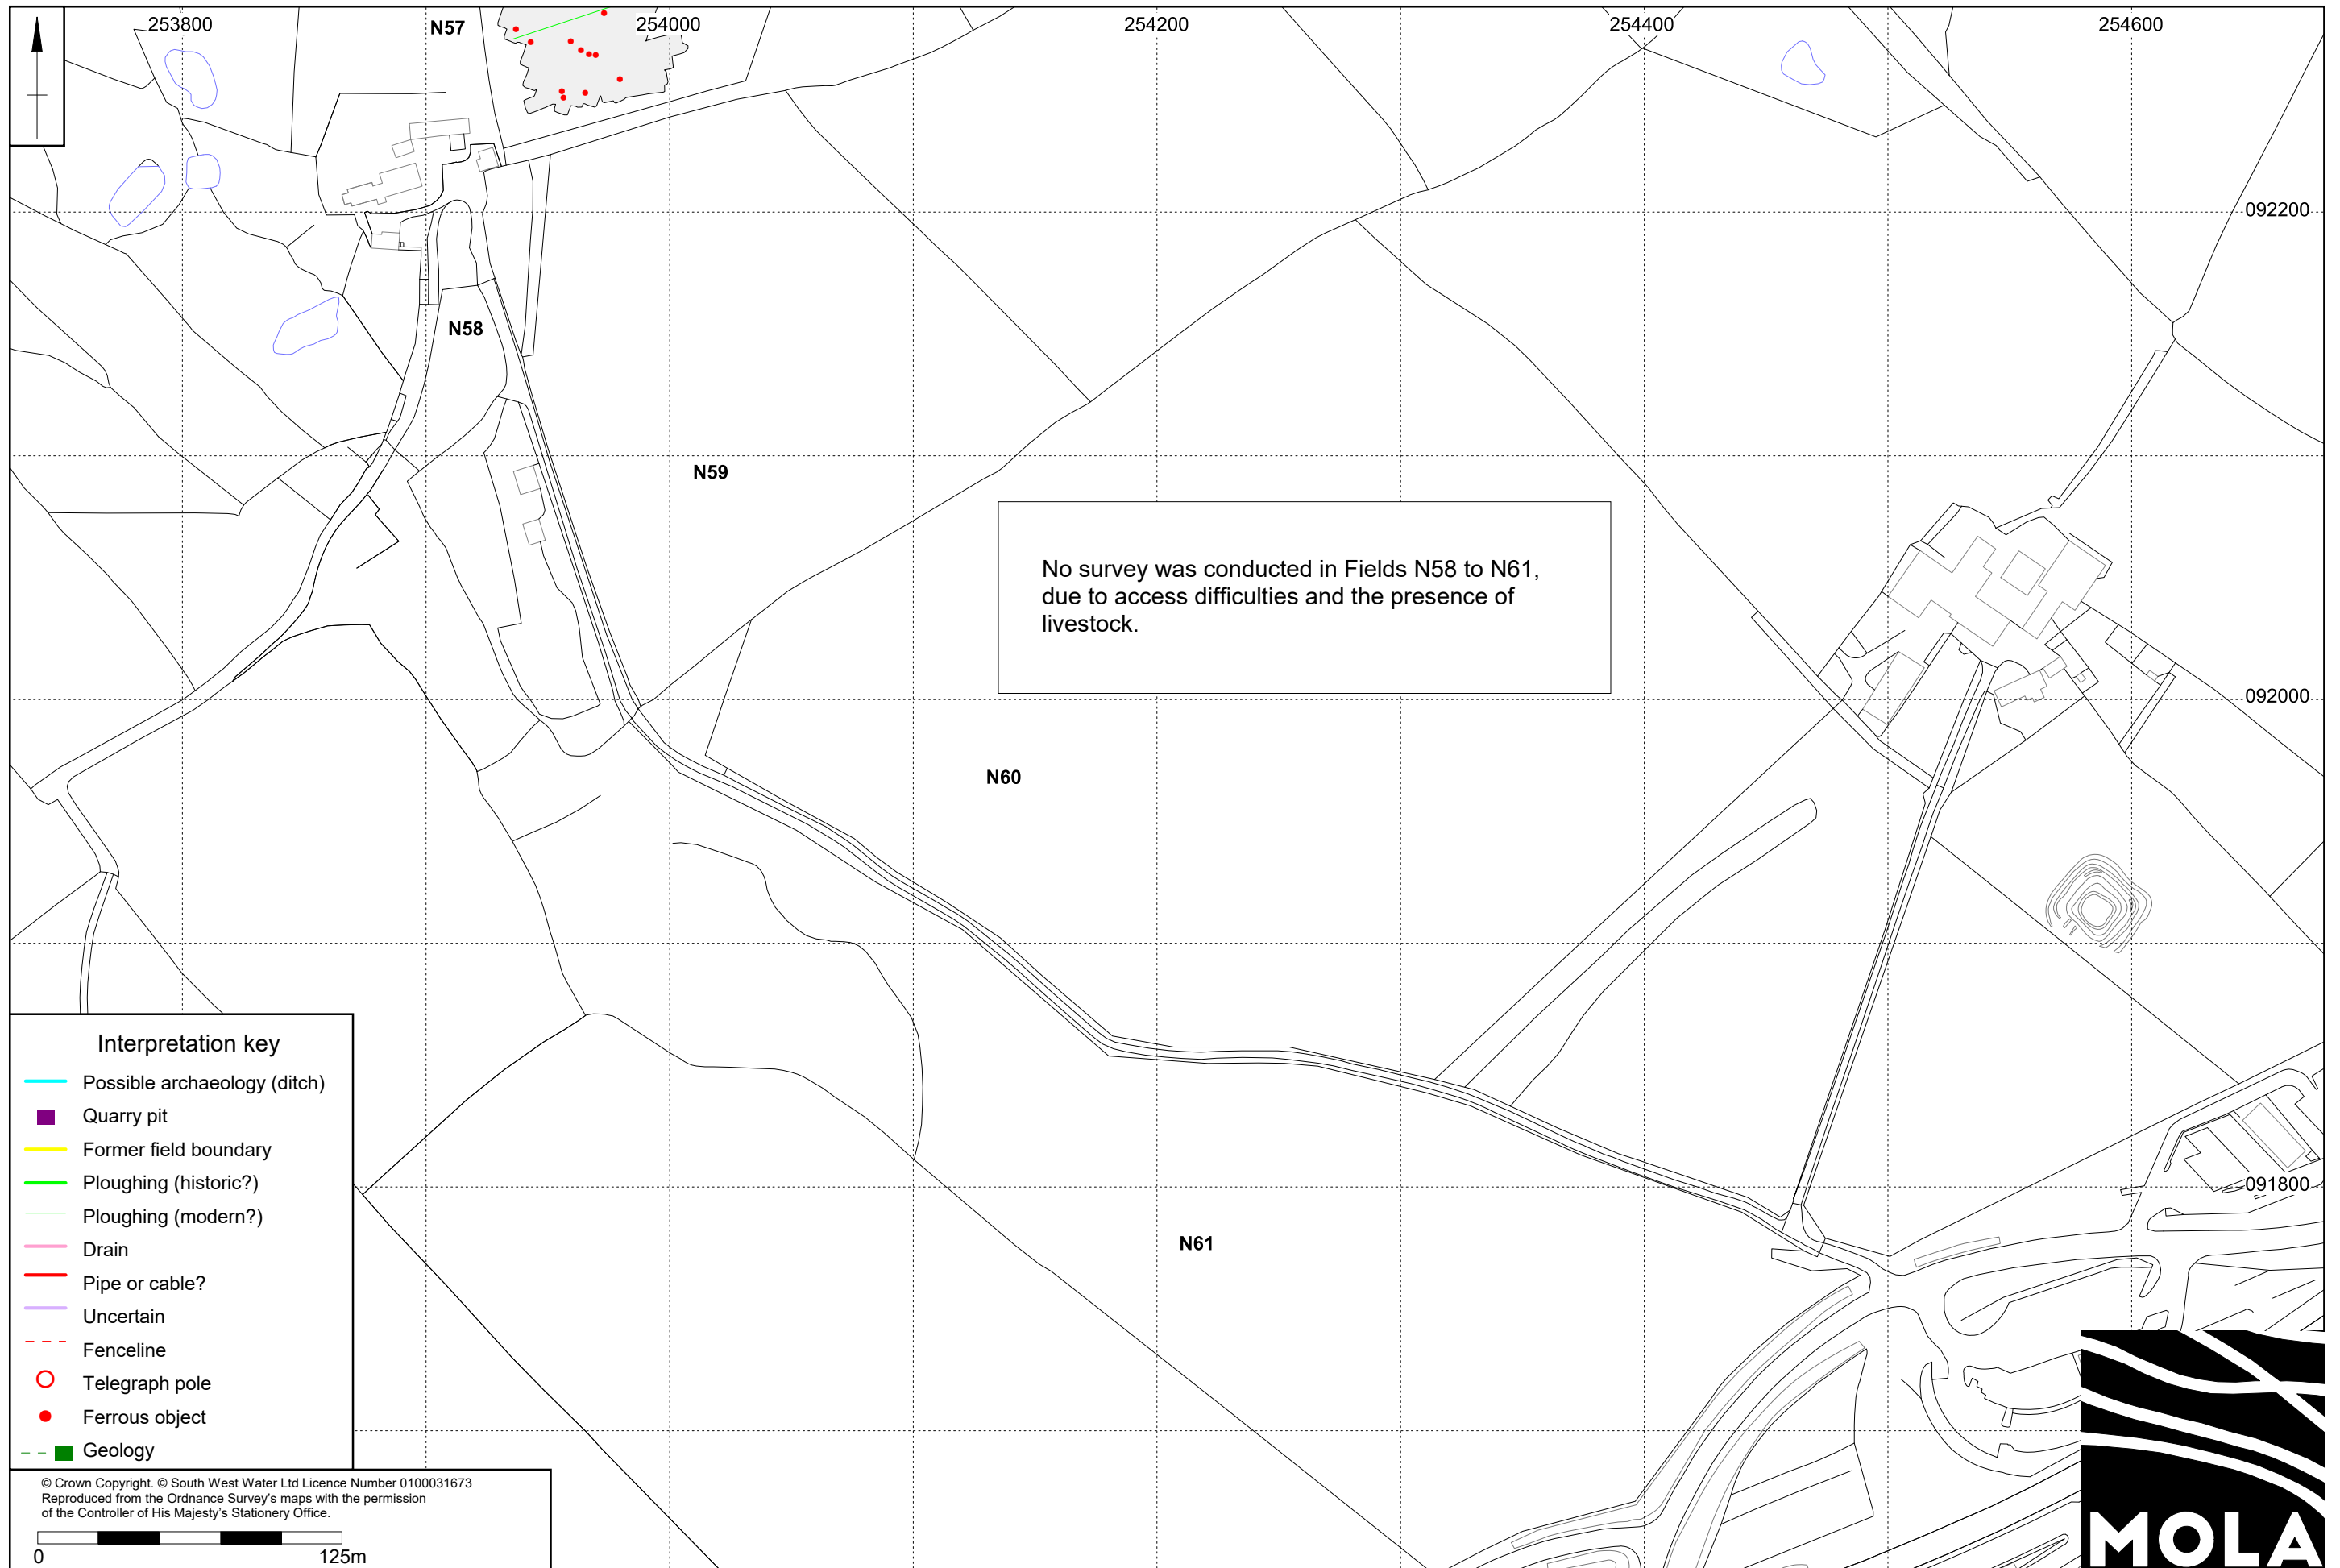 253800
N57
254000
254200
254400
254600
092200
N58
N59
No survey was conducted in Fields N58 to N61,
due to access difficulties and the presence of
livestock.
092000
N60
091800
N61
Interpretation key
Possible archaeology (ditch)
Quarry pit
Former field boundary
Ploughing (historic?)
Ploughing (modern?)
Drain
Pipe or cable?
Uncertain
Fenceline
Telegraph pole
Ferrous object
Geology
© Crown Copyright. © South West Water Ltd Licence Number 0100031673
Reproduced from the Ordnance Survey's maps with the permission
of the Controller of His Majesty's Stationery Office.
0 125m
MOLA